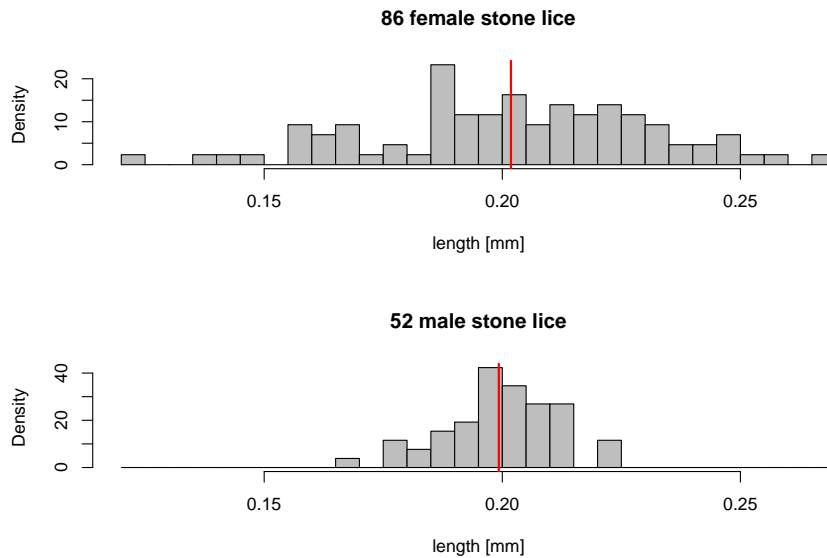 86 female stone lice
Density
0 10 20
0.15 0.20 0.25
length [mm]
52 male stone lice
Density
0 20 40
0.15 0.20 0.25
length [mm]